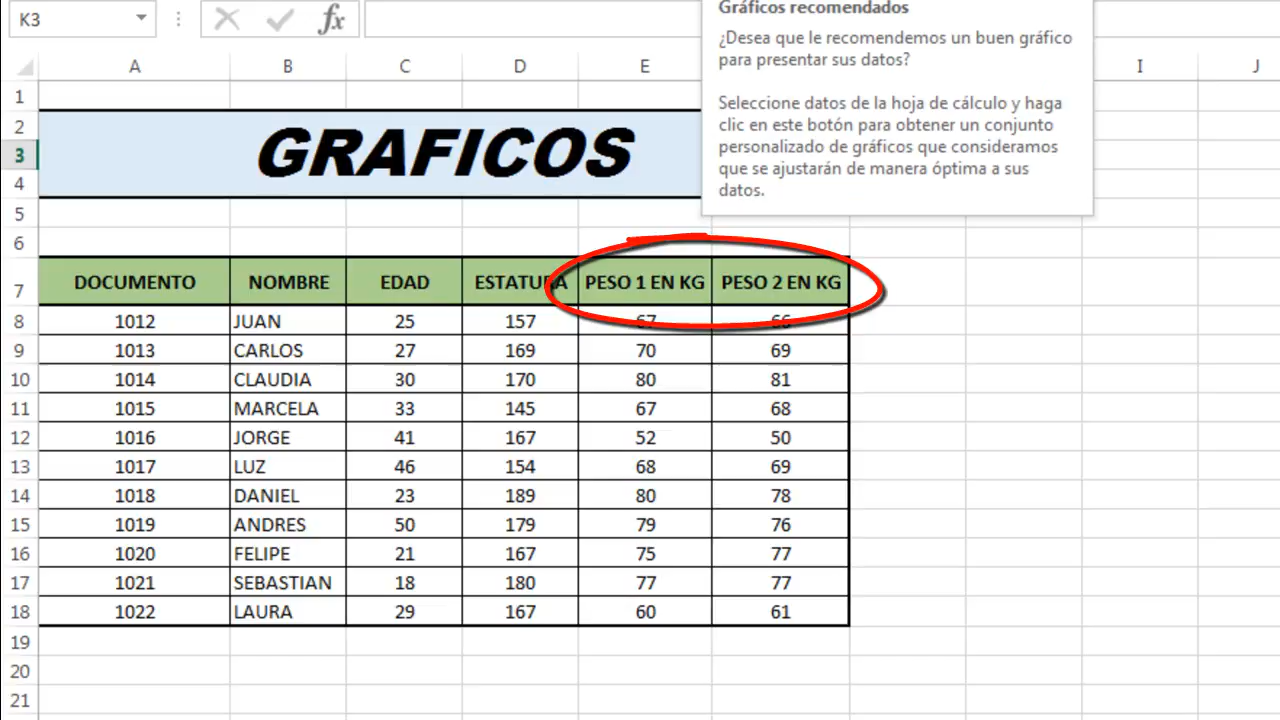 K3
fx
Gráficos recomendados
¿Desea que le recomendemos un buen gráfico
para presentar sus datos?
Seleccione datos de la hoja de cálculo y haga
clic en este botón para obtener un conjunto
personalizado de gráficos que consideramos
que se ajustarán de manera óptima a sus
datos.
A B C D E I J
1
2
3
4
GRAFICOS
5
6
7 DOCUMENTO NOMBRE EDAD ESTATURA PESO 1 EN KG PESO 2 EN KG
8 1012 JUAN 25 157 67 66
9 1013 CARLOS 27 169 70 69
10 1014 CLAUDIA 30 170 80 81
11 1015 MARCELA 33 145 67 68
12 1016 JORGE 41 167 52 50
13 1017 LUZ 46 154 68 69
14 1018 DANIEL 23 189 80 78
15 1019 ANDRES 50 179 79 76
16 1020 FELIPE 21 167 75 77
17 1021 SEBASTIAN 18 180 77 77
18 1022 LAURA 29 167 60 61
19
20
21